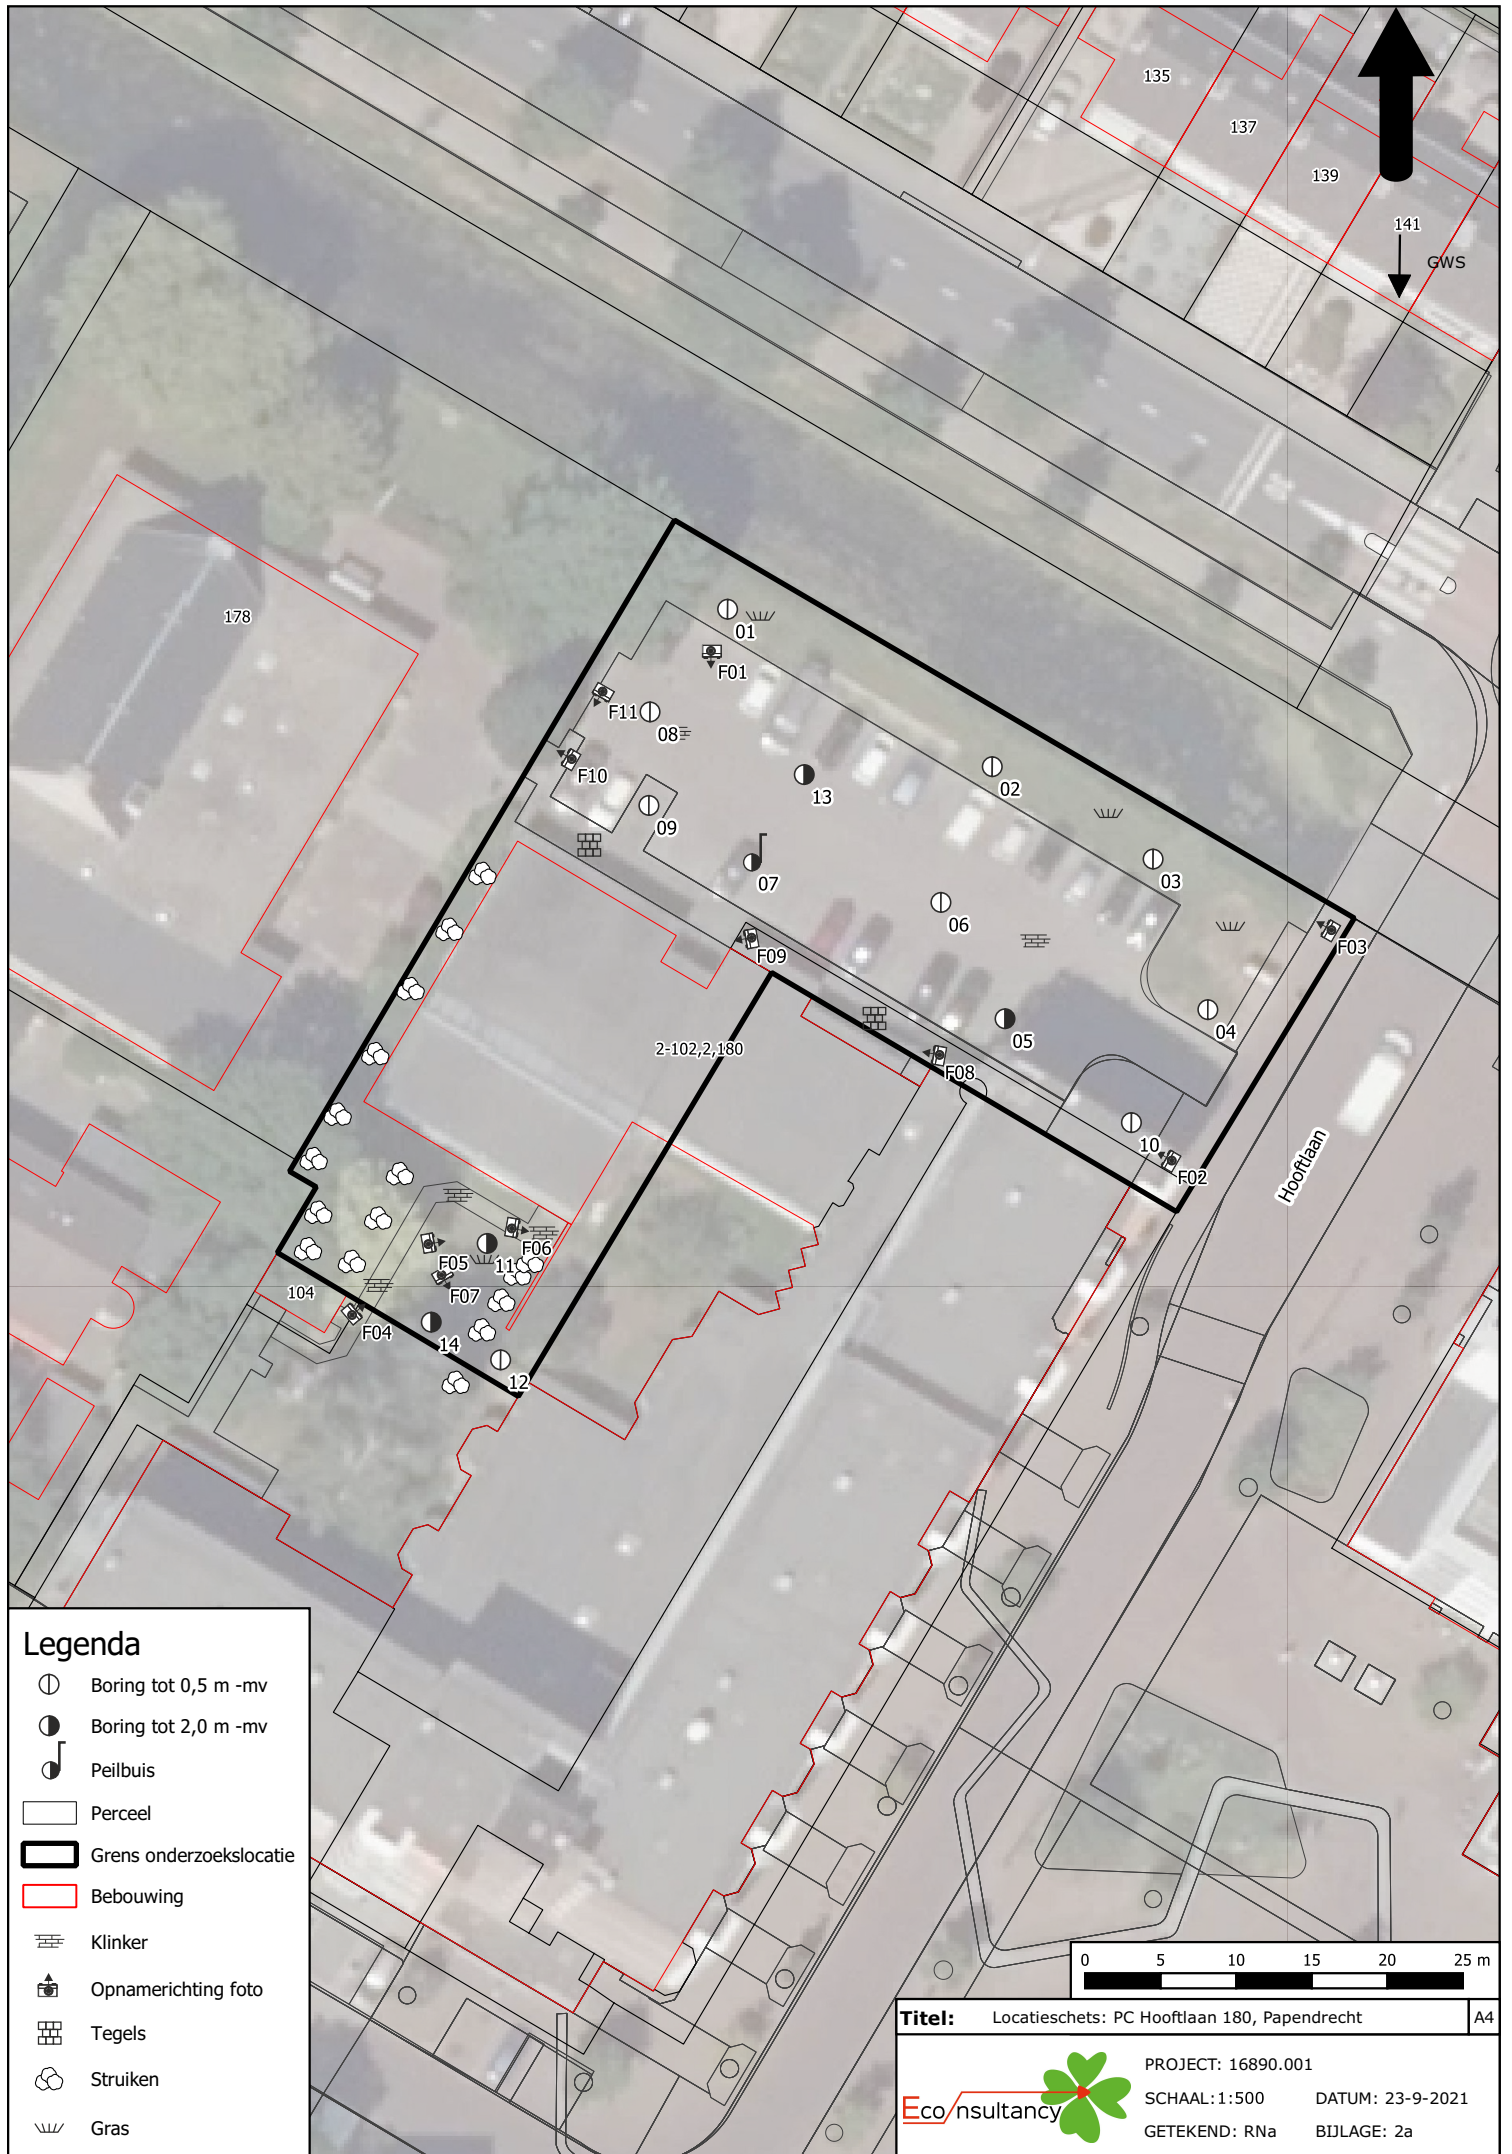 135
137
139
141
GWS
178
01
F01
F11
08
F10
02
13
09
03
07
06
F03
F09
04
05
2-102,2,180
F08
10
F02
Hooftlaan
F06
F05
11
F07
104
F04
14
12
Legenda
Boring tot 0,5 m -mv
Boring tot 2,0 m -mv
Peilbuis
Perceel
Grens onderzoekslocatie
Bebouwing
Klinker
Opnamerichting foto
Tegels
Struiken
Gras
0 5 10 15 20 25 m
Titel: Locatieschets: PC Hooftlaan 180, Papendrecht A4
Eco/nsultancy
PROJECT: 16890.001
SCHAAL:1:500 DATUM: 23-9-2021
GETEKEND: RNa BIJLAGE: 2a